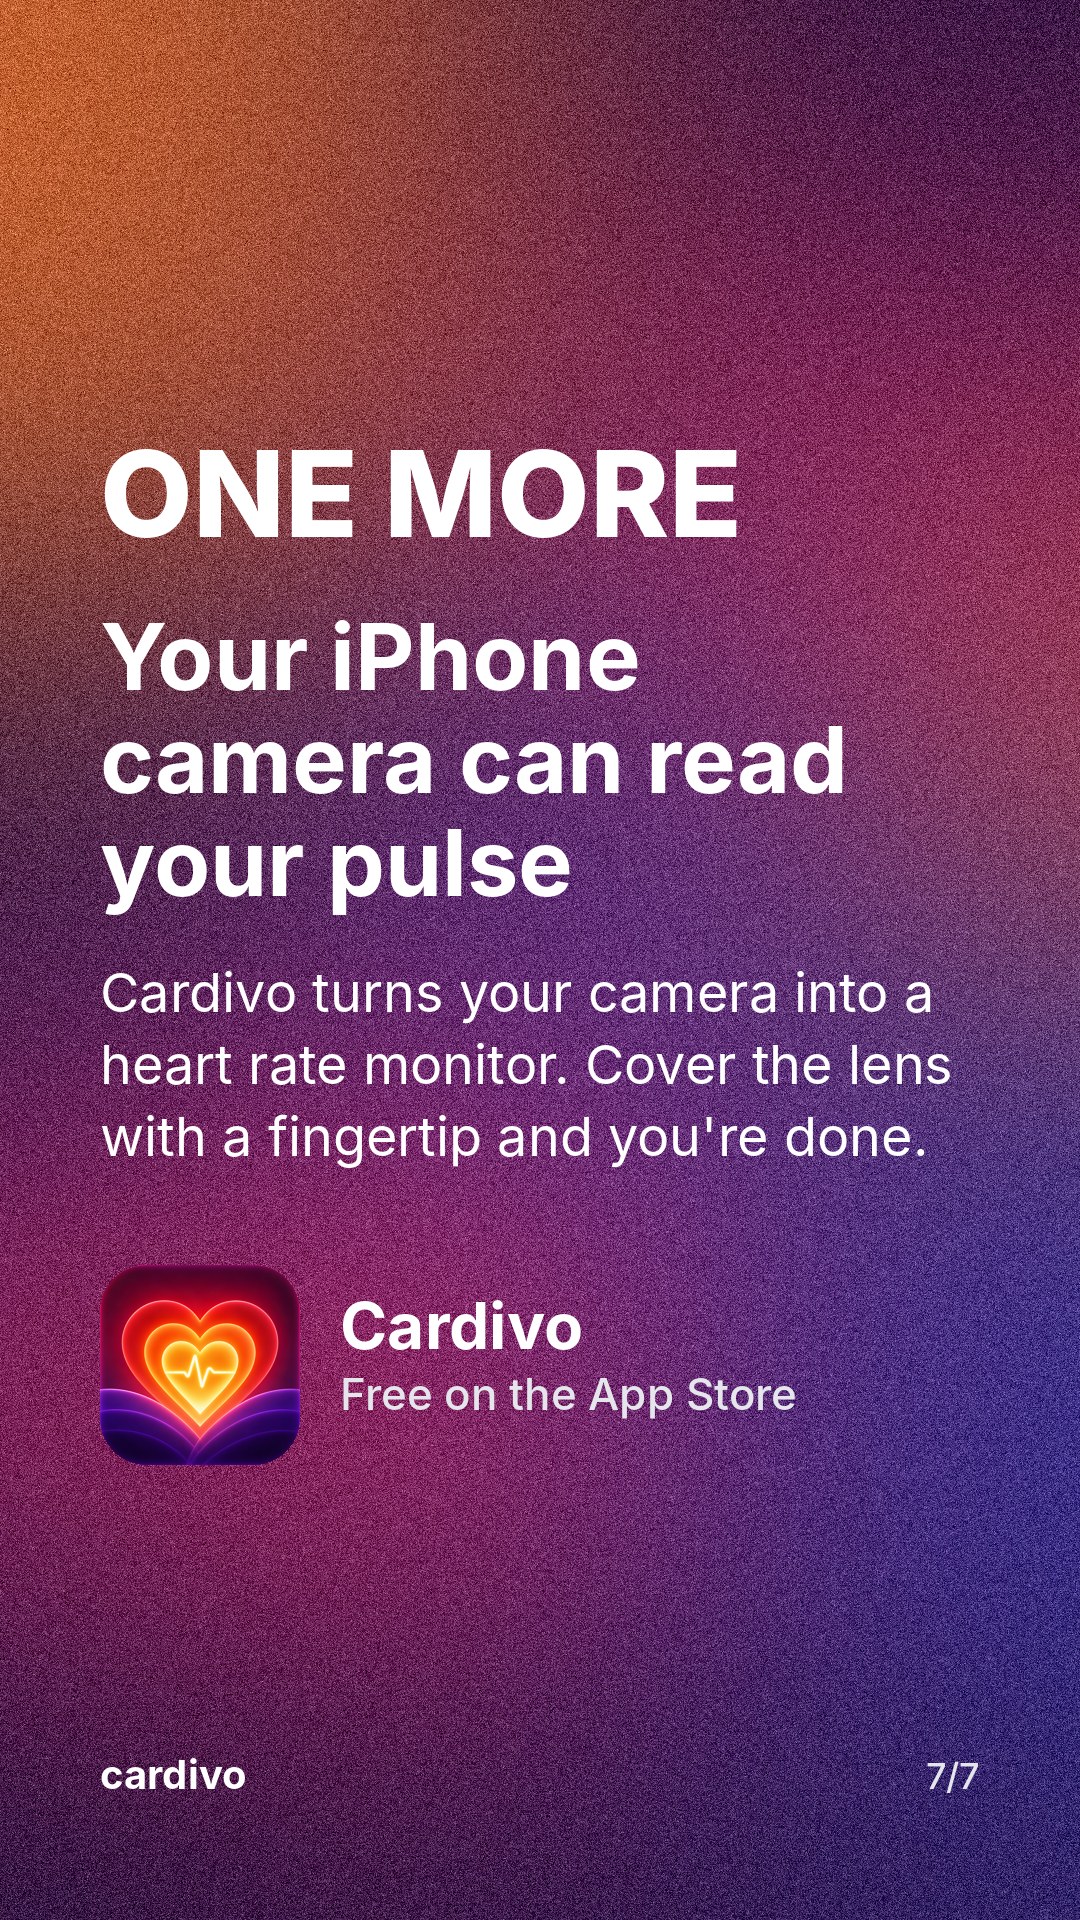 ONE MORE
Your iPhone
camera can read
your pulse
Cardivo turns your camera into a
heart rate monitor. Cover the lens
with a fingertip and you're done.
Cardivo
Free on the App Store
cardivo
7/7